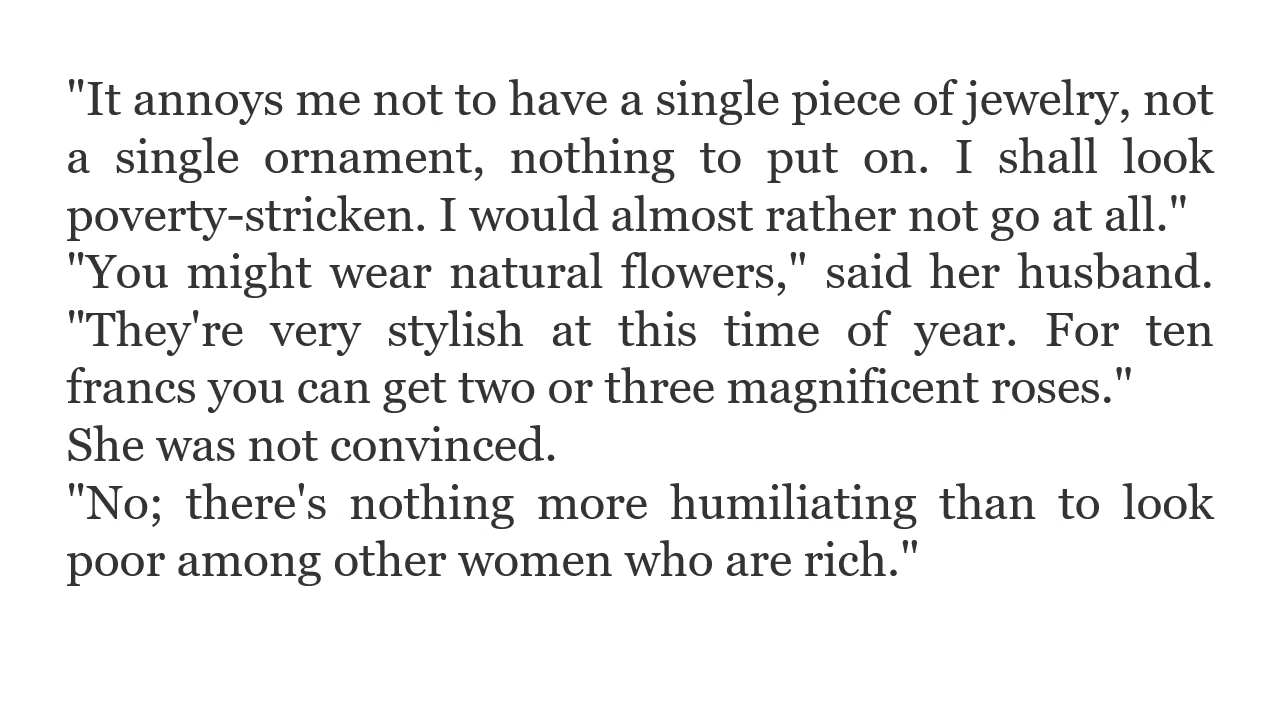 "It annoys me not to have a single piece of jewelry, not
a single ornament, nothing to put on. I shall look
poverty-stricken. I would almost rather not go at all."
"You might wear natural flowers," said her husband.
"They're very stylish at this time of year. For ten
francs you can get two or three magnificent roses."
She was not convinced.
"No; there's nothing more humiliating than to look
poor among other women who are rich."